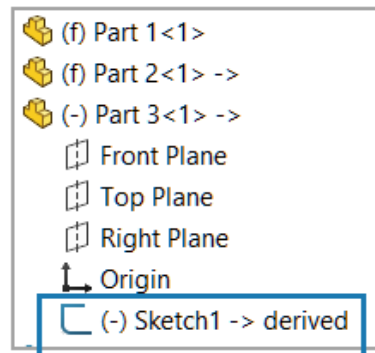 (f) Part 1<1>
(f) Part 2<1> ->
(-) Part 3<1> ->
Front Plane
Top Plane
Right Plane
Origin
(-) Sketch1 -> derived